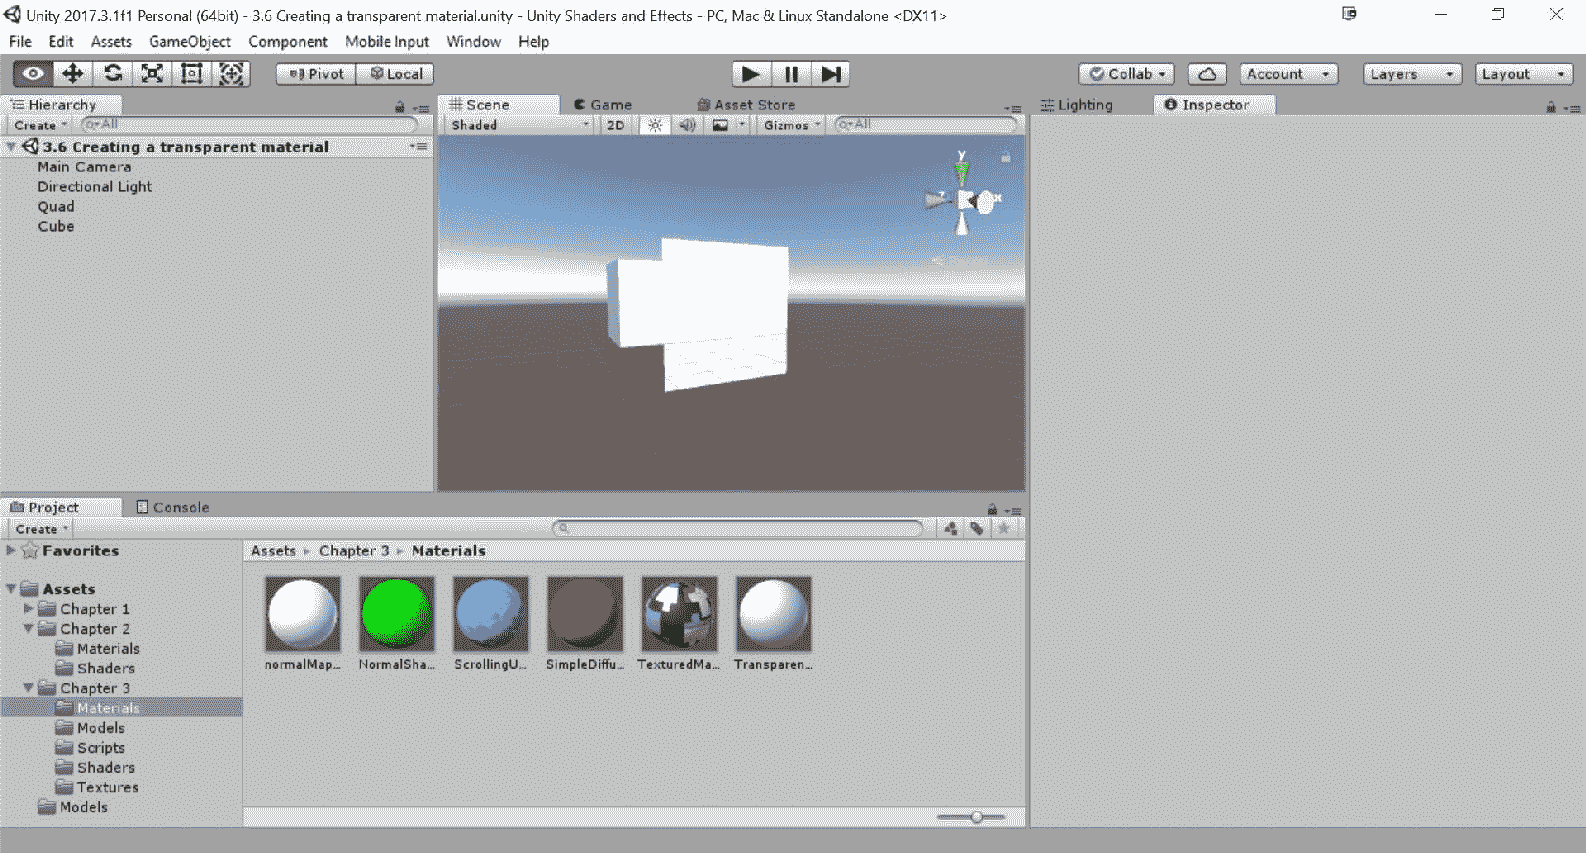 Unity 2017.3.1f1 Personal (64bit) - 3.6 Creating a transparent material.unity - Unity Shaders and Effects - PC, Mac & Linux Standalone <DX11>
File Edit Assets GameObject Component Mobile Input Window Help
Pivot Local Collab Account Layers Layout
Hierarchy Scene Game Asset Store Lighting Inspector
Create All Shaded 2D Gizmos All
3.6 Creating a transparent material
Main Camera
Directional Light
Quad
Cube
y
z x
Project Console
Create
Favorites Assets Chapter 3 Materials
Assets
Chapter 1
Chapter 2
Materials
Shaders
Chapter 3
Materials
Models
Scripts
Shaders
Textures
Models
normalMap... NormalSha... ScrollingU... SimpleDiffu... TexturedMa... Transparen...